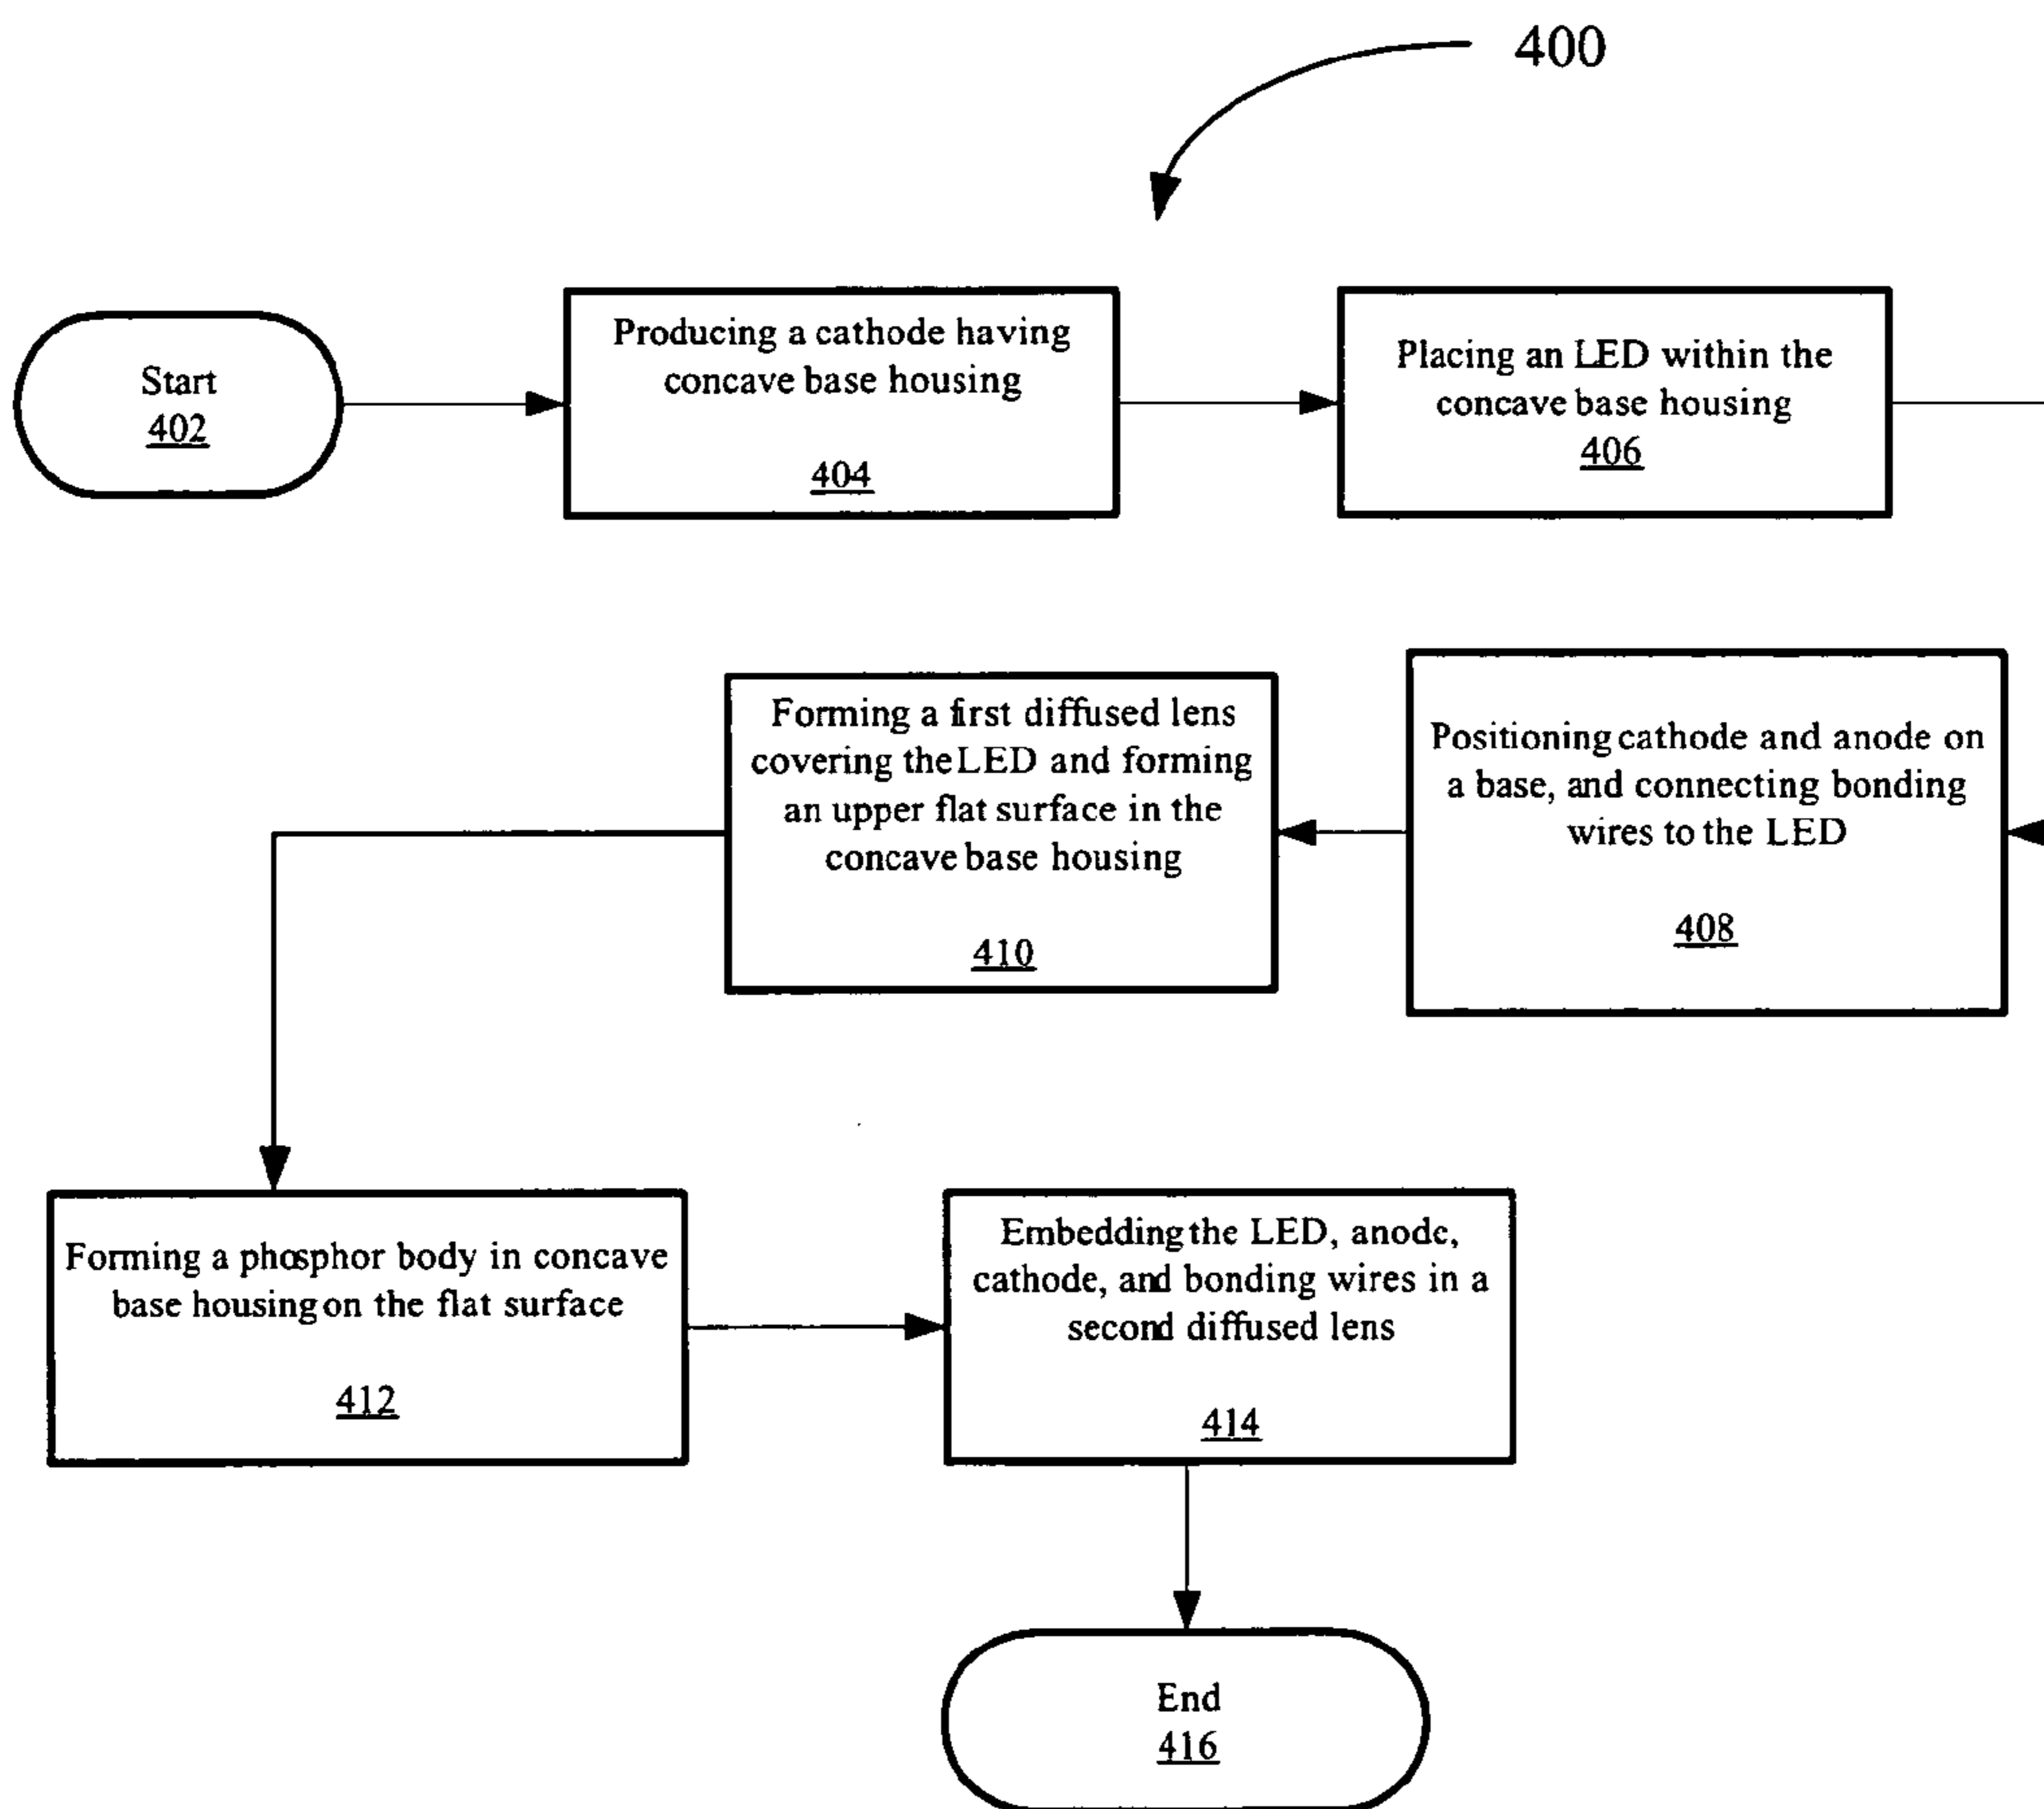 400
Start
402
Producing a cathode having
concave base housing
404
Placing an LED within the
concave base housing
406
Positioning cathode and anode on
a base, and connecting bonding
wires to the LED
408
Forming a first diffused lens
covering the LED and forming
an upper flat surface in the
concave base housing
410
Forming a phosphor body in concave
base housing on the flat surface
412
Embedding the LED, anode,
cathode, and bonding wires in a
second diffused lens
414
End
416